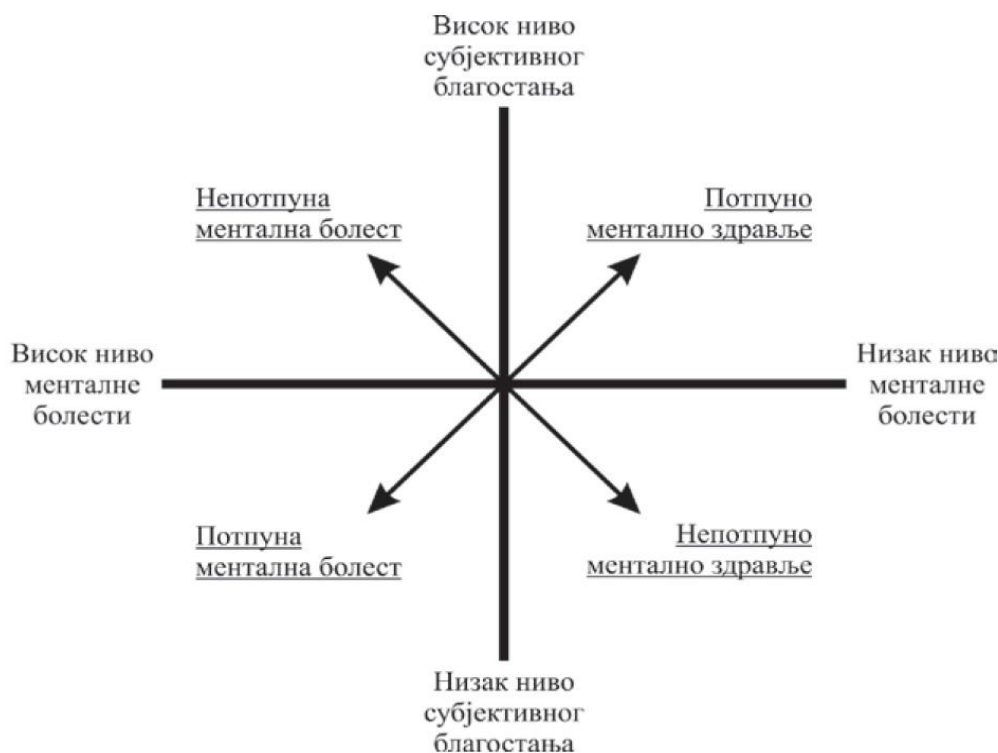 Висок ниво
субјективног
благостања
Непотпуна
ментална болест
Потпуно
ментално здравље
Висок ниво
менталне
болести
Низак ниво
менталне
болести
Потпуна
ментална болест
Непотпуно
ментално здравље
Низак ниво
субјективног
благостања